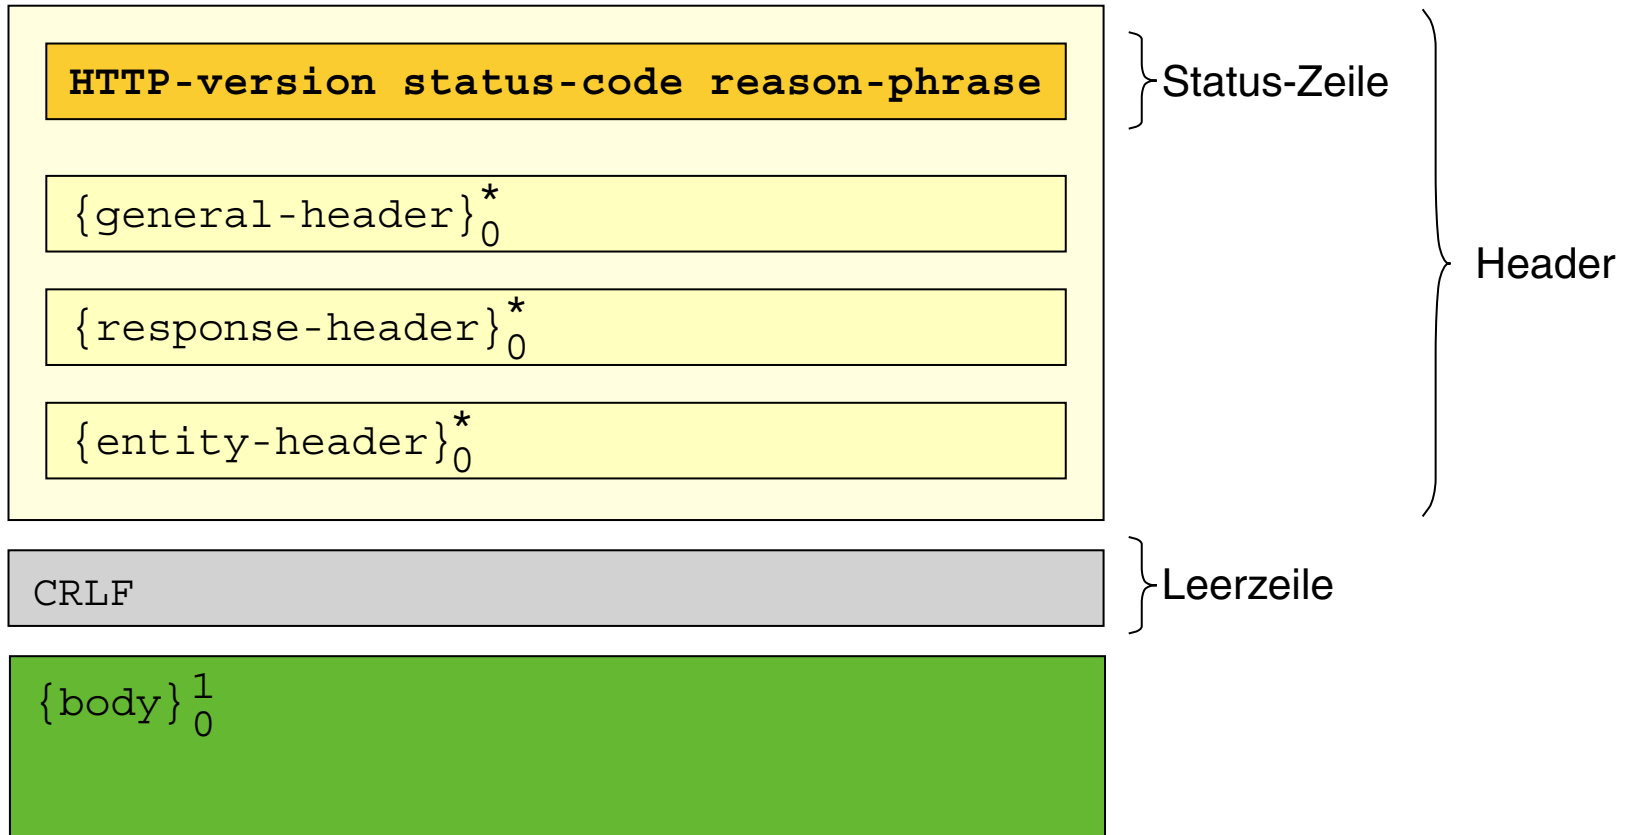 HTTP-version status-code reason-phrase
Status-Zeile
{general-header}*0
Header
{response-header}*0
{entity-header}*0
CRLF
Leerzeile
{body}10